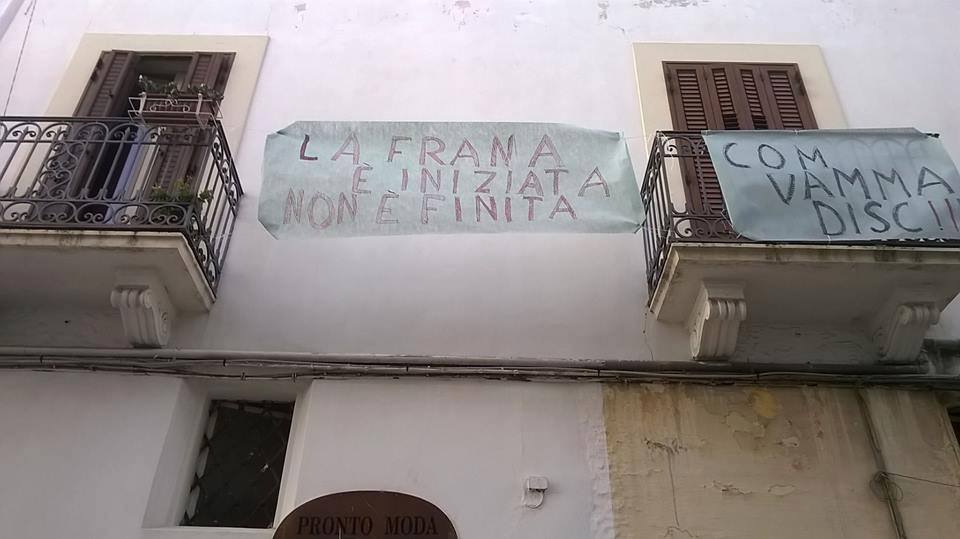 LA FRANA
È INIZIATA
NON È FINITA
COM
VAMMA
DISC!!
PRONTO MODA